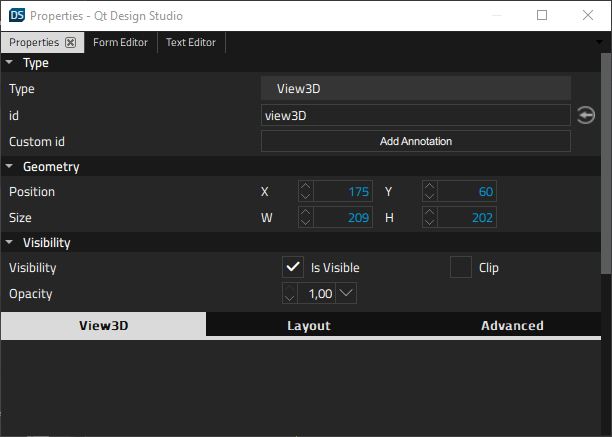 DS Properties - Qt Design Studio
Properties Form Editor Text Editor
Type
Type View3D
id view3D
Custom id Add Annotation
Geometry
Position X 175 Y 60
Size W 209 H 202
Visibility
Visibility Is Visible Clip
Opacity 1,00
View3D Layout Advanced